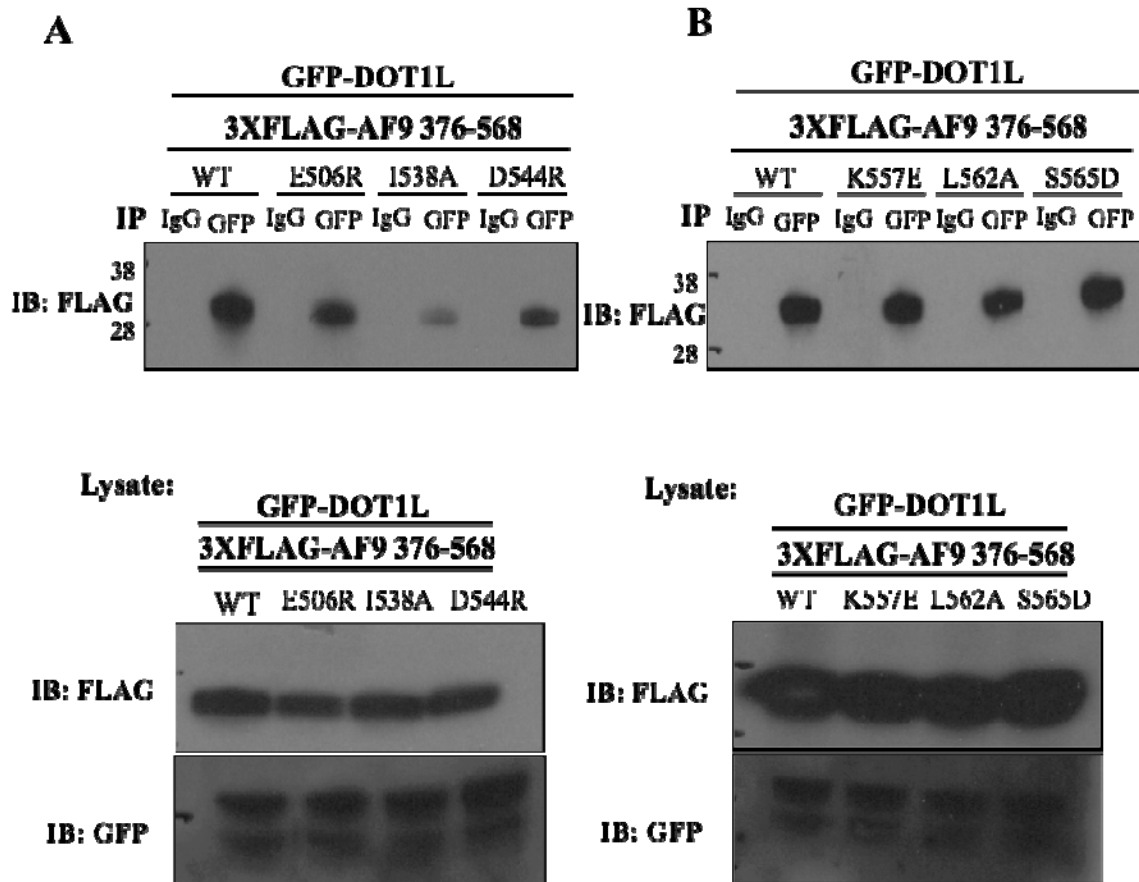 A
GFP-DOT1L
3XFLAG-AF9 376-568
WT E506R I538A D544R
IP IgG GFP IgG GFP IgG GFP IgG GFP
38
IB: FLAG
28
B
GFP-DOT1L
3XFLAG-AF9 376-568
WT K557E L562A S565D
IP IgG GFP IgG GFP IgG GFP IgG GFP
38
IB: FLAG
28
Lysate:
GFP-DOT1L
3XFLAG-AF9 376-568
WT E506R I538A D544R
IB: FLAG
IB: GFP
Lysate:
GFP-DOT1L
3XFLAG-AF9 376-568
WT K557E L562A S565D
IB: FLAG
IB: GFP